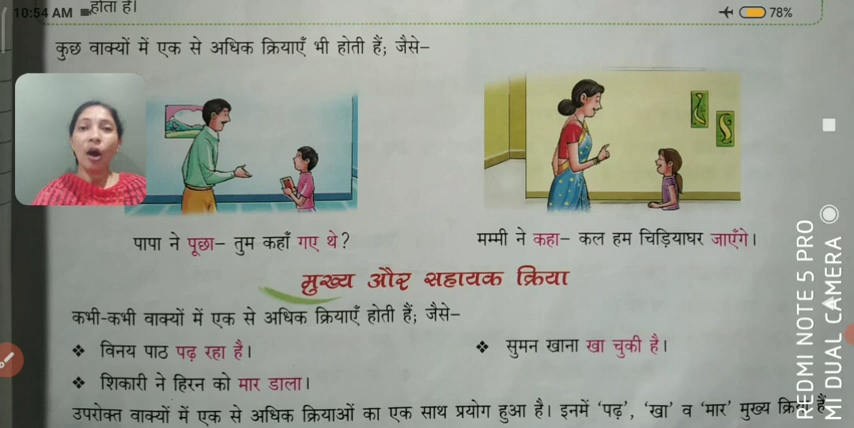 होता है।
10:54 AM
78%
कुछ वाक्यों में एक से अधिक क्रियाएँ भी होती हैं; जैसे–
पापा ने पूछा– तुम कहाँ गए थे?
मम्मी ने कहा– कल हम चिड़ियाघर जाएँगे।
मुख्य और सहायक क्रिया
कभी-कभी वाक्यों में एक से अधिक क्रियाएँ होती हैं; जैसे–
❖ विनय पाठ पढ़ रहा है।
❖ सुमन खाना खा चुकी है।
❖ शिकारी ने हिरन को मार डाला।
उपरोक्त वाक्यों में एक से अधिक क्रियाओं का एक साथ प्रयोग हुआ है। इनमें ‘पढ़’, ‘खा’ व ‘मार’ मुख्य क्रिया हैं
REDMI NOTE 5 PRO
MI DUAL CAMERA